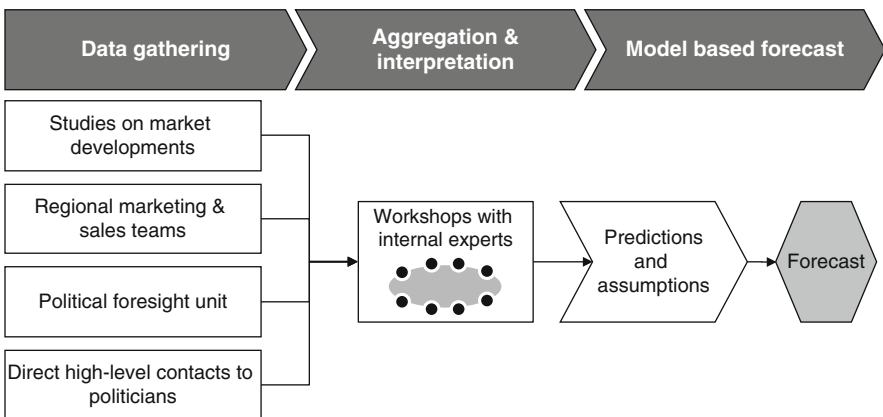 Data gathering
Aggregation &
interpretation
Model based forecast
Studies on market
developments
Regional marketing &
sales teams
Political foresight unit
Direct high-level contacts to
politicians
Workshops with
internal experts
Predictions
and
assumptions
Forecast